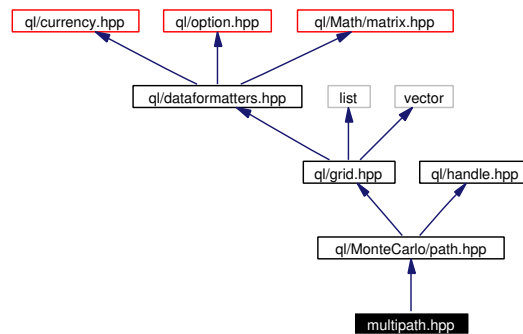 ql/currency.hpp
ql/option.hpp
ql/Math/matrix.hpp
ql/dataformatters.hpp
list
vector
ql/grid.hpp
ql/handle.hpp
ql/MonteCarlo/path.hpp
multipath.hpp